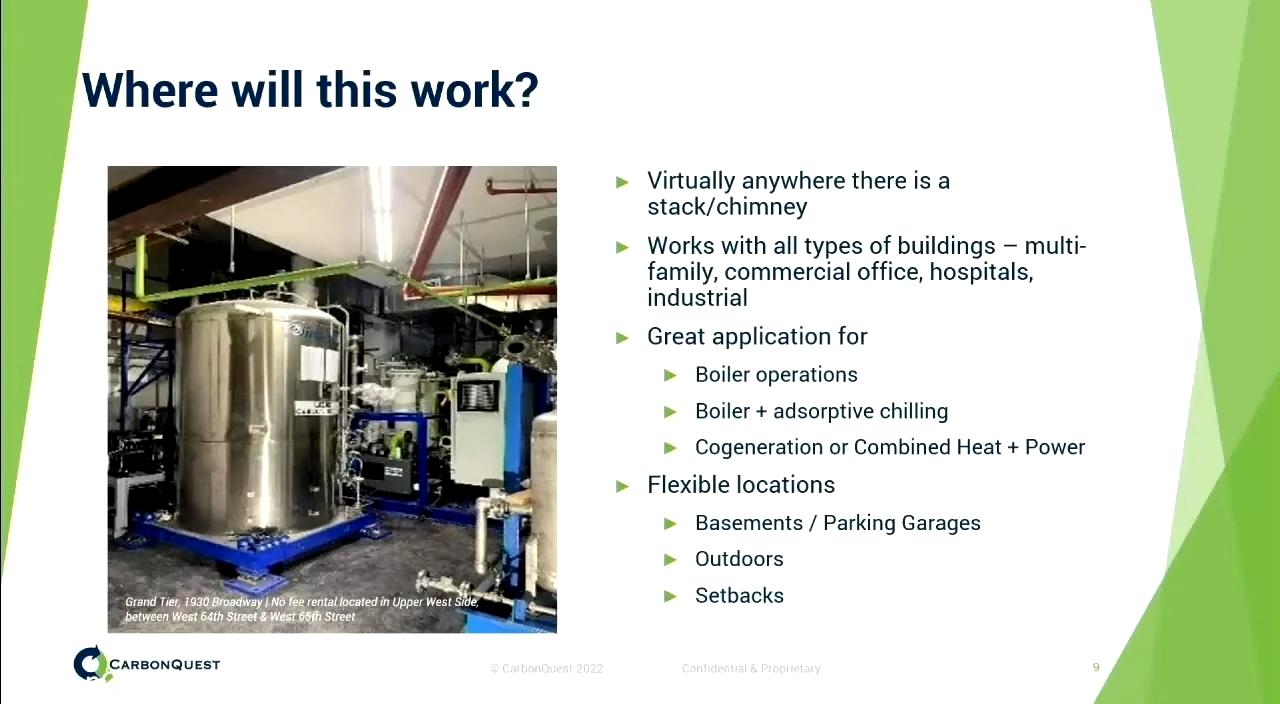 Where will this work?
Virtually anywhere there is a
stack/chimney
Works with all types of buildings – multi-
family, commercial office, hospitals,
industrial
Great application for
Boiler operations
Boiler + adsorptive chilling
Cogeneration or Combined Heat + Power
Flexible locations
Basements / Parking Garages
Outdoors
Setbacks
Grand Tier, 1930 Broadway | No fee rental located in Upper West Side,
between West 64th Street & West 65th Street
CARBONQUEST
© CarbonQuest 2022
Confidential & Proprietary
9